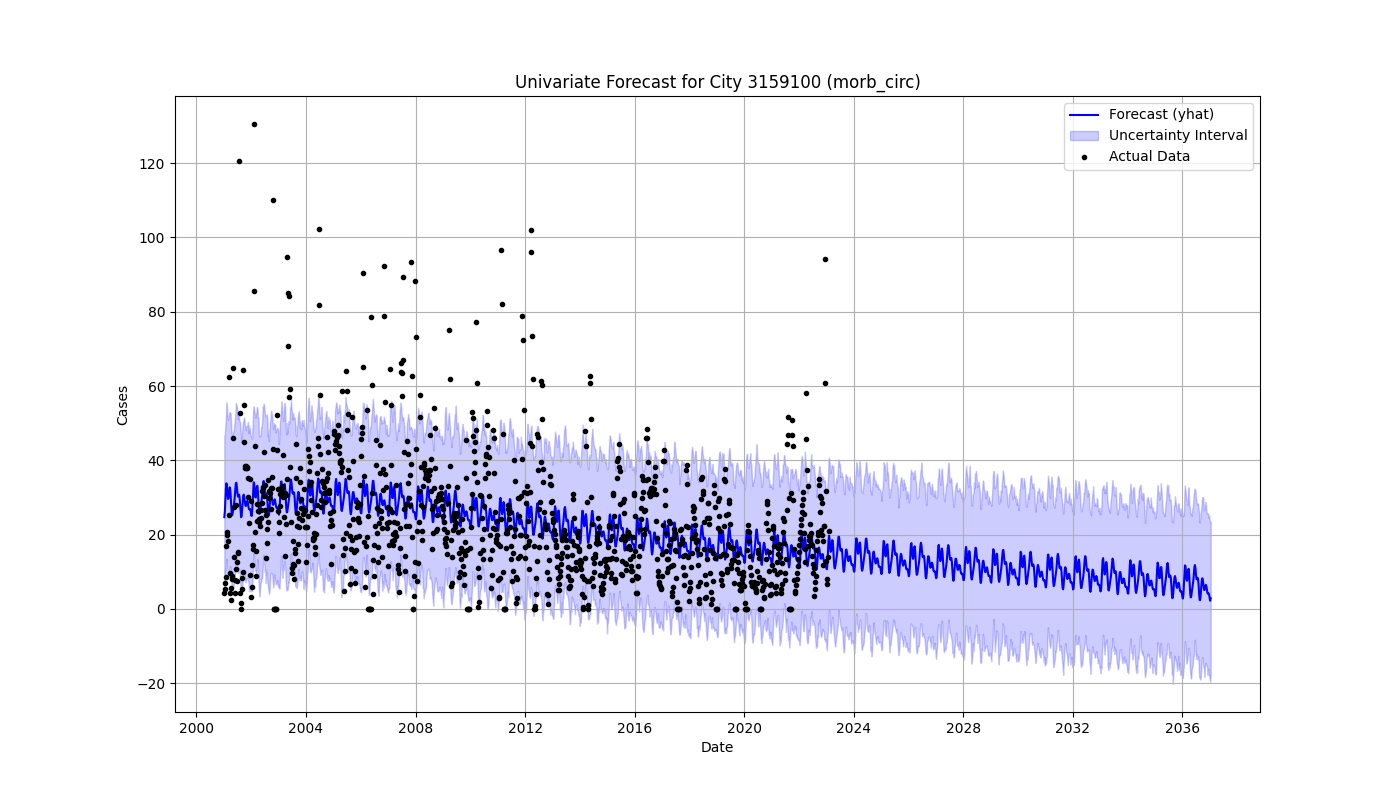 Univariate Forecast for City 3159100 (morb_circ)
Forecast (yhat)
Uncertainty Interval
Actual Data
120
100
80
60
40
20
0
−20
Cases
2000 2004 2008 2012 2016 2020 2024 2028 2032 2036
Date